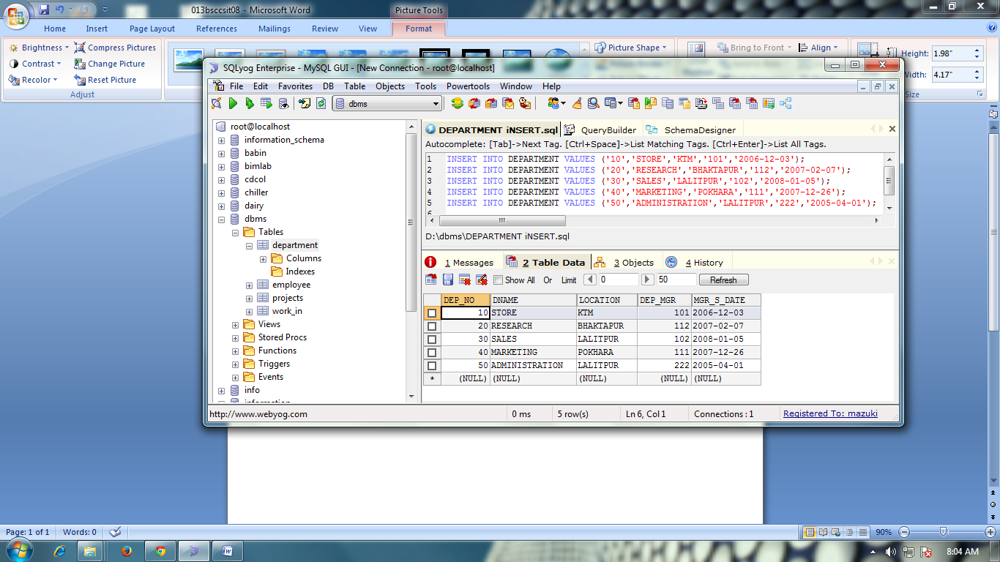 013bsccsit08 - Microsoft Word
Picture Tools
Home Insert Page Layout References Mailings Review View Format
Brightness Compress Pictures Picture Shape Bring to Front Align Height: 1.98"
Contrast Change Picture Width: 4.17"
Recolor Reset Picture
Adjust Size
SQLyog Enterprise - MySQL GUI - [New Connection - root@localhost]
File Edit Favorites DB Table Objects Tools Powertools Window Help
dbms
root@localhost
information_schema
babin
bimlab
cdcol
chiller
dairy
dbms
Tables
department
Columns
Indexes
employee
projects
work_in
Views
Stored Procs
Functions
Triggers
Events
info
information
DEPARTMENT iNSERT.sql QueryBuilder SchemaDesigner
Autocomplete: [Tab]->Next Tag. [Ctrl+Space]->List Matching Tags. [Ctrl+Enter]->List All Tags.
1 INSERT INTO DEPARTMENT VALUES ('10','STORE','KTM','101','2006-12-03');
2 INSERT INTO DEPARTMENT VALUES ('20','RESEARCH','BHAKTAPUR','112','2007-02-07');
3 INSERT INTO DEPARTMENT VALUES ('30','SALES','LALITPUR','102','2008-01-05');
4 INSERT INTO DEPARTMENT VALUES ('40','MARKETING','POKHARA','111','2007-12-26');
5 INSERT INTO DEPARTMENT VALUES ('50','ADMINISTRATION','LALITPUR','222','2005-04-01');
6
D:\dbms\DEPARTMENT iNSERT.sql
1 Messages 2 Table Data 3 Objects 4 History
Show All Or Limit 0 50 Refresh
DEP_NO DNAME LOCATION DEP_MGR MGR_S_DATE
10 STORE KTM 101 2006-12-03
20 RESEARCH BHAKTAPUR 112 2007-02-07
30 SALES LALITPUR 102 2008-01-05
40 MARKETING POKHARA 111 2007-12-26
50 ADMINISTRATION LALITPUR 222 2005-04-01
* (NULL) (NULL) (NULL) (NULL) (NULL)
http://www.webyog.com 0 ms 5 row(s) Ln 6, Col 1 Connections : 1 Registered To: mazuki
Page: 1 of 1 Words: 0 90%
8:04 AM